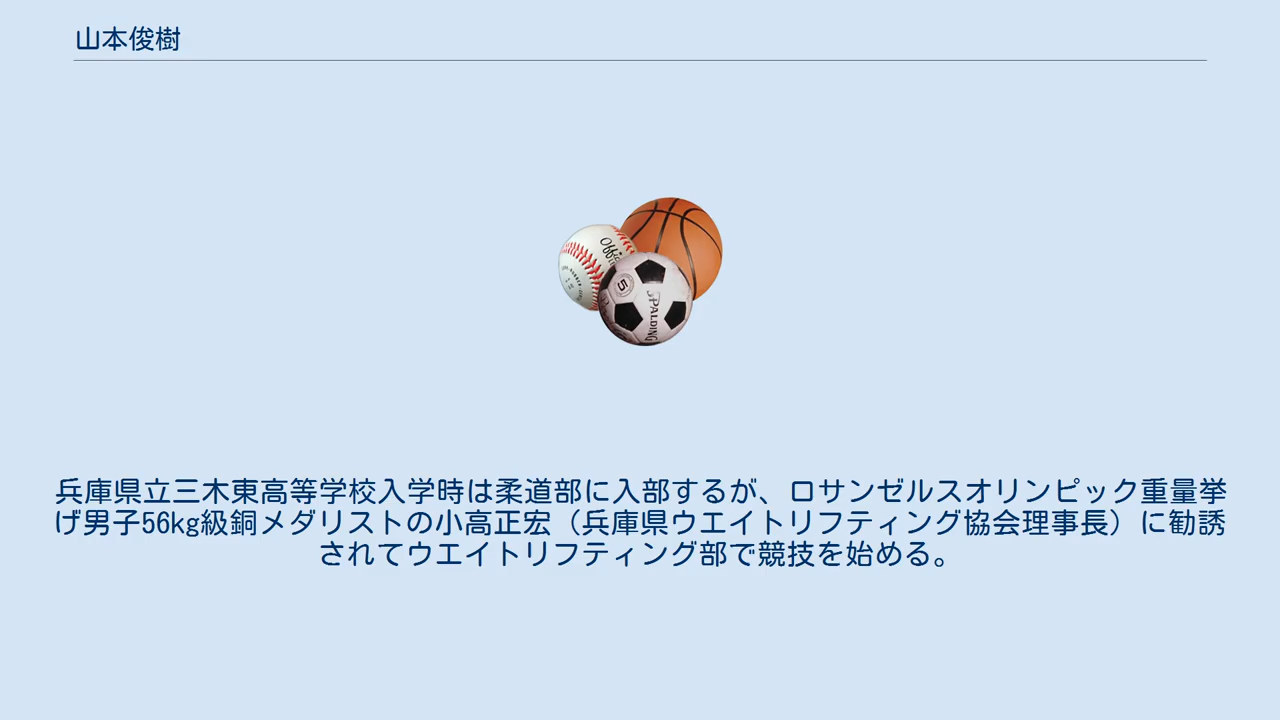 山本俊樹
Offic
5
SPALDING
兵庫県立三木東高等学校入学時は柔道部に入部するが、ロサンゼルスオリンピック重量挙
げ男子56kg級銅メダリストの小高正宏（兵庫県ウエイトリフティング協会理事長）に勧誘
されてウエイトリフティング部で競技を始める。